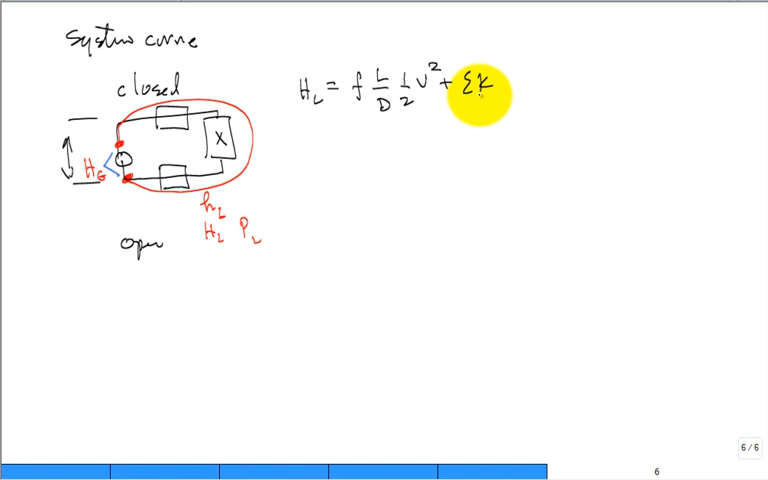 System curve
closed
H_L = f L/D 1/2 V² + ΣK
X
H_G
h_L
H_L P_L
Open
6/6
6